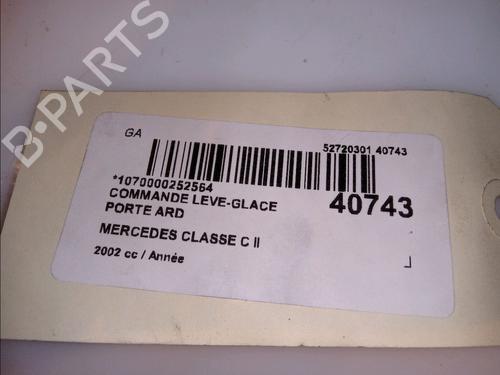 B-PARTS
GA
52720301 40743
*1070000252564
COMMANDE LEVE-GLACE
PORTE ARD
40743
MERCEDES CLASSE C II
2002 cc / Année